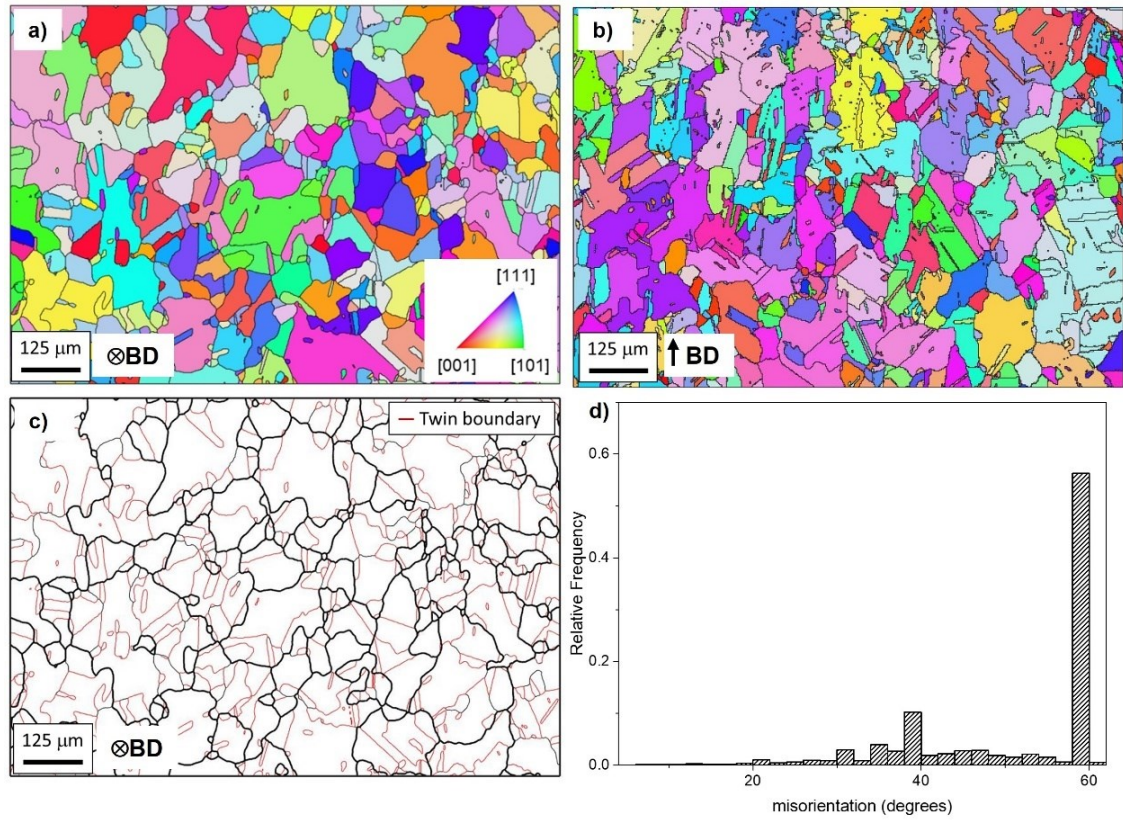 a)
[111]
[001]
[101]
125 μm
⊗BD
b)
125 μm
↑ BD
c)
Twin boundary
125 μm
⊗BD
d)
0.6
0.4
0.2
0.0
Relative Frequency
20
40
60
misorientation (degrees)